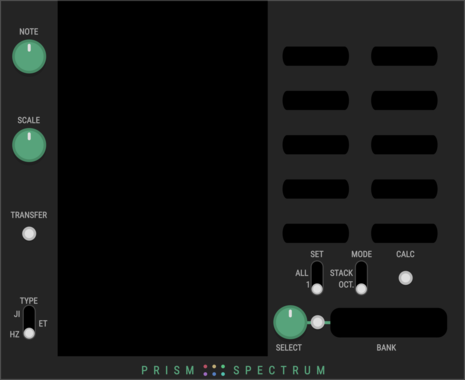 NOTE
SCALE
TRANSFER
TYPE
JI
ET
HZ
SET
MODE
CALC
ALL
STACK
1
OCT.
SELECT
BANK
PRISM SPECTRUM